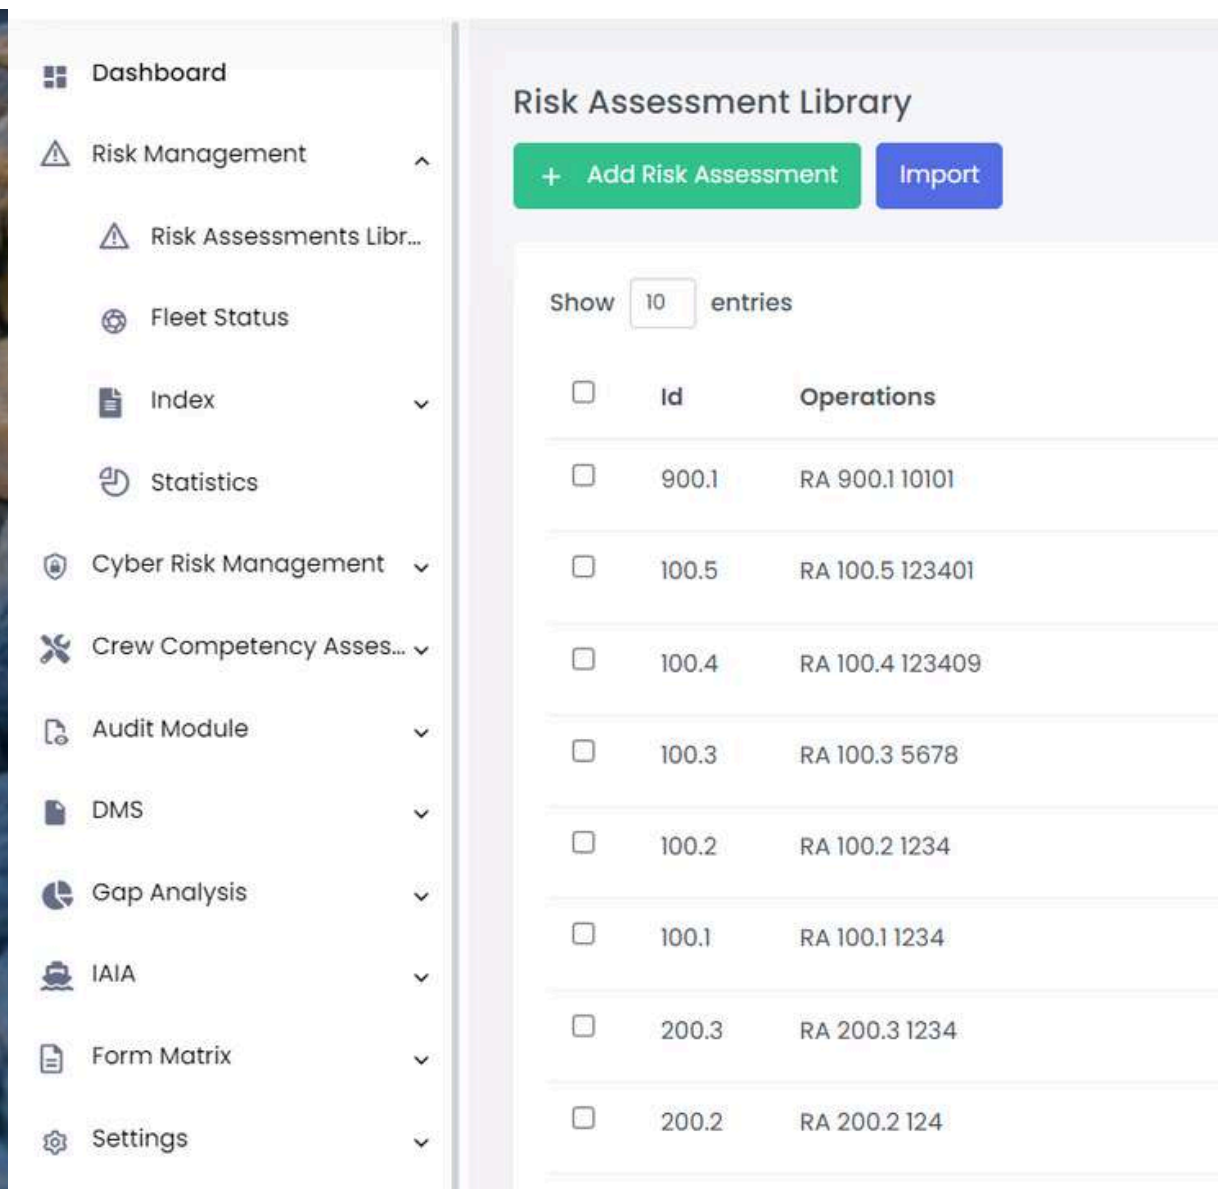 Dashboard
Risk Management
Risk Assessments Libr...
Fleet Status
Index
Statistics
Cyber Risk Management
Crew Competency Asses...
Audit Module
DMS
Gap Analysis
IAIA
Form Matrix
Settings
Risk Assessment Library
+ Add Risk Assessment Import
Show 10 entries
Id Operations
900.1 RA 900.1 10101
100.5 RA 100.5 123401
100.4 RA 100.4 123409
100.3 RA 100.3 5678
100.2 RA 100.2 1234
100.1 RA 100.1 1234
200.3 RA 200.3 1234
200.2 RA 200.2 124